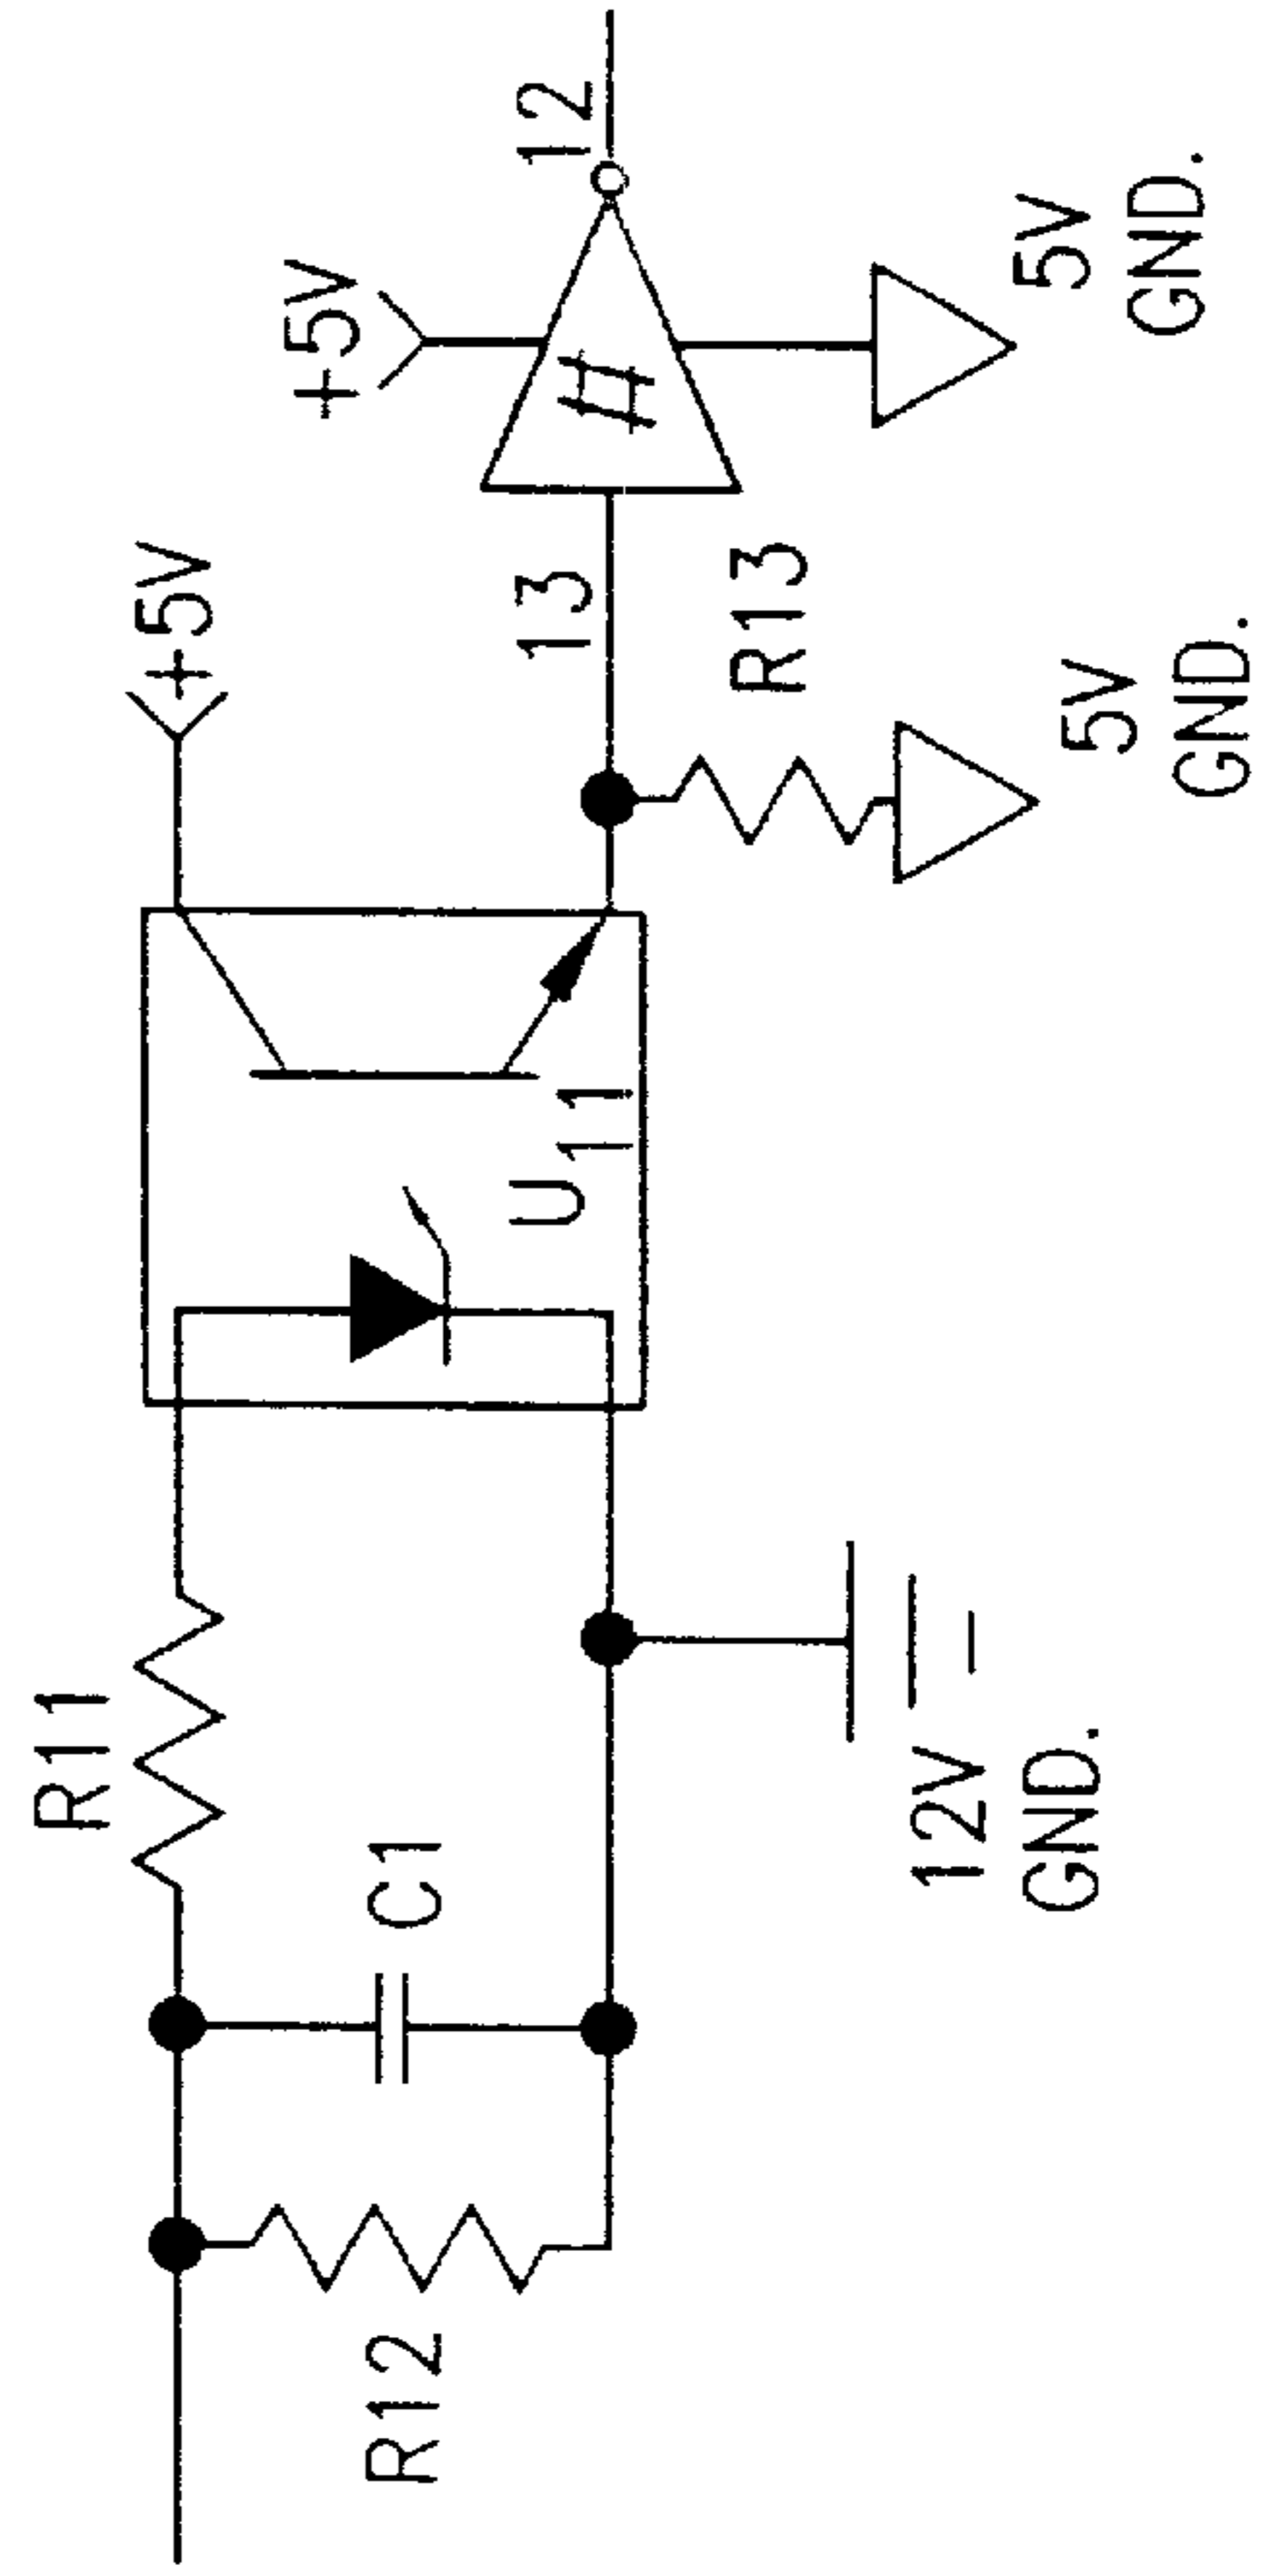 R11
+5V
+5V
R12
C1
U11
13
#
12
R13
12V
GND.
5V
GND.
5V
GND.